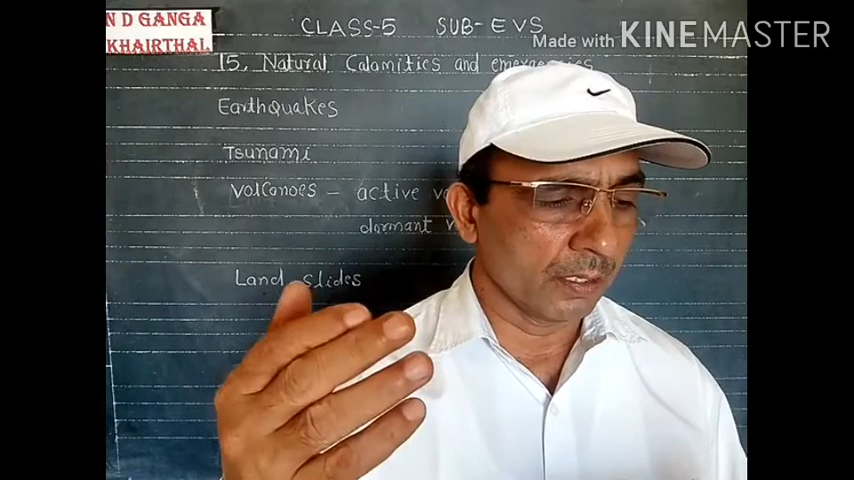 N D GANGA
KHAIRTHAL
CLASS-5 SUB- EVS
Made with KINEMASTER
15. Natural Calamities and
Earthquakes
Tsunami
volcanoes - active
dormant
Land slides